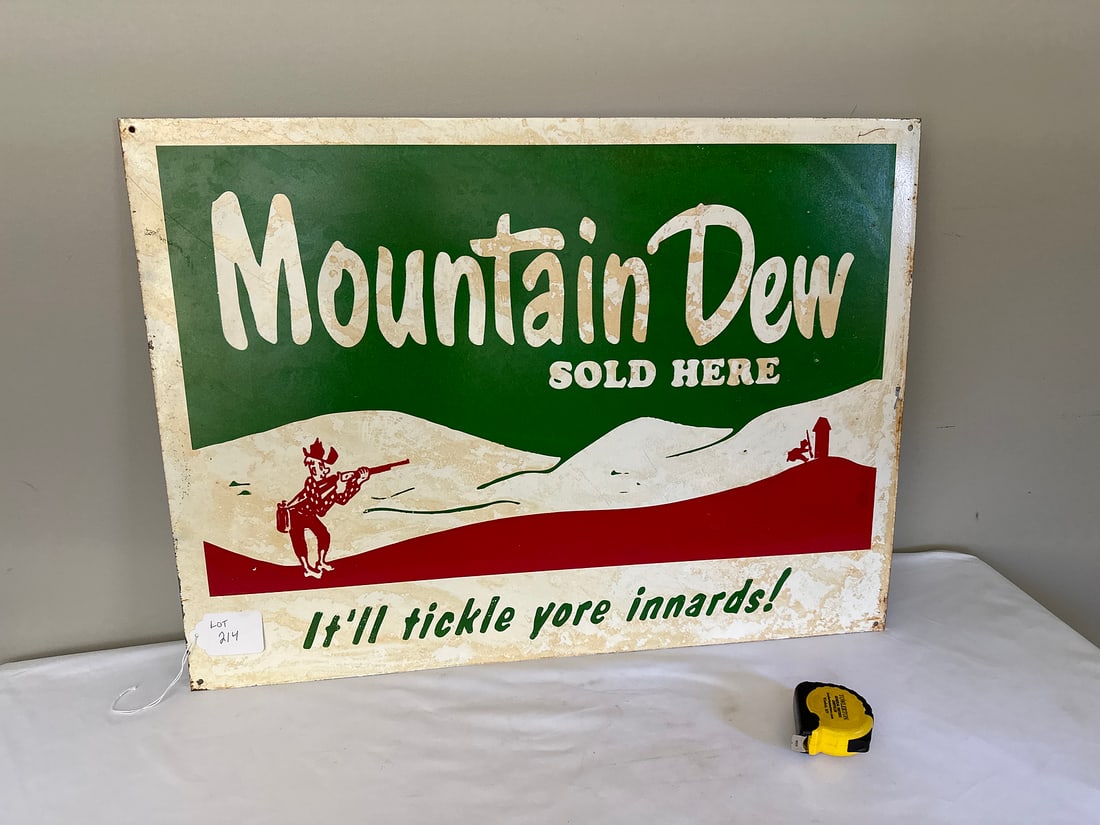 Mountain Dew
SOLD HERE
It'll tickle yore innards!
LOT
214